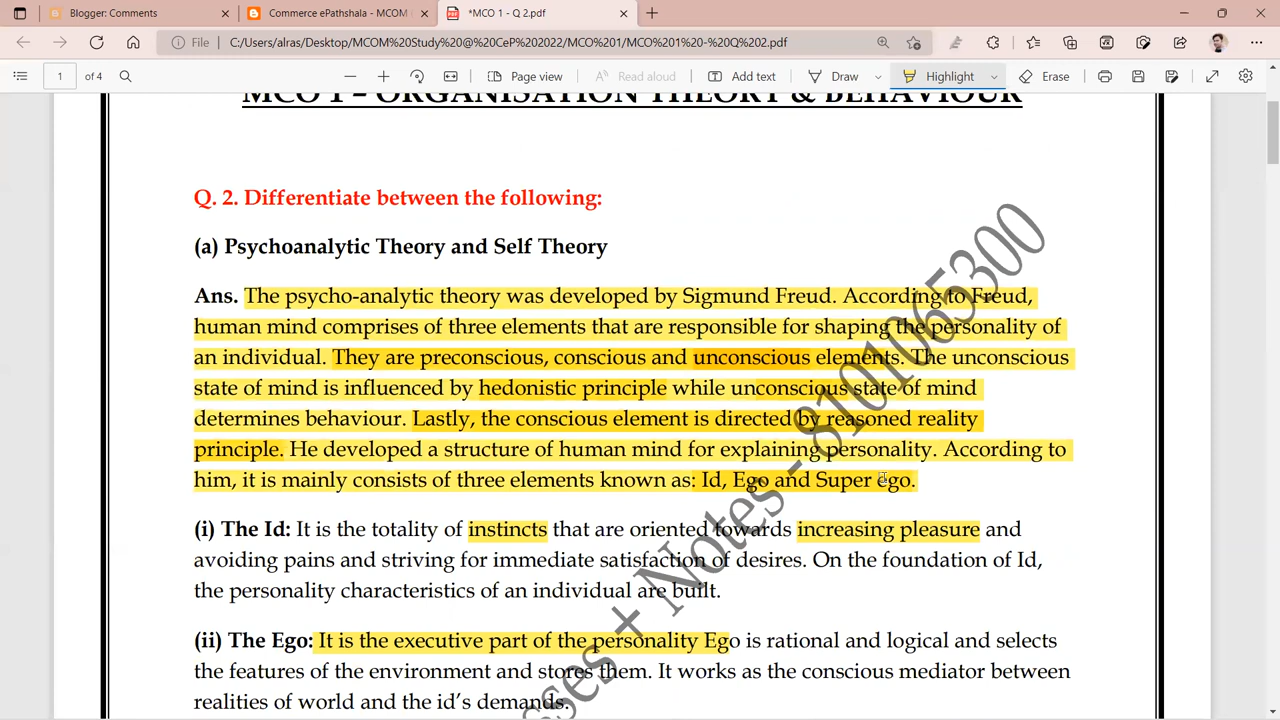 Blogger: Comments
Commerce ePathshala - MCOM
*MCO 1 - Q 2.pdf
File
C:/Users/alras/Desktop/MCOM%20Study%20@%20CeP%202022/MCO%201/MCO%201%20-%20Q%202.pdf
1 of 4
Page view
Read aloud
Add text
Draw
Highlight
Erase
MCO 1 – ORGANISATION THEORY & BEHAVIOUR
Q. 2. Differentiate between the following:
(a) Psychoanalytic Theory and Self Theory
Ans. The psycho-analytic theory was developed by Sigmund Freud. According to Freud,
human mind comprises of three elements that are responsible for shaping the personality of
an individual. They are preconscious, conscious and unconscious elements. The unconscious
state of mind is influenced by hedonistic principle while unconscious state of mind
determines behaviour. Lastly, the conscious element is directed by reasoned reality
principle. He developed a structure of human mind for explaining personality. According to
him, it is mainly consists of three elements known as: Id, Ego and Super ego.
(i) The Id: It is the totality of instincts that are oriented towards increasing pleasure and
avoiding pains and striving for immediate satisfaction of desires. On the foundation of Id,
the personality characteristics of an individual are built.
(ii) The Ego: It is the executive part of the personality Ego is rational and logical and selects
the features of the environment and stores them. It works as the conscious mediator between
realities of world and the id's demands.
sses + Notes - 8101065300